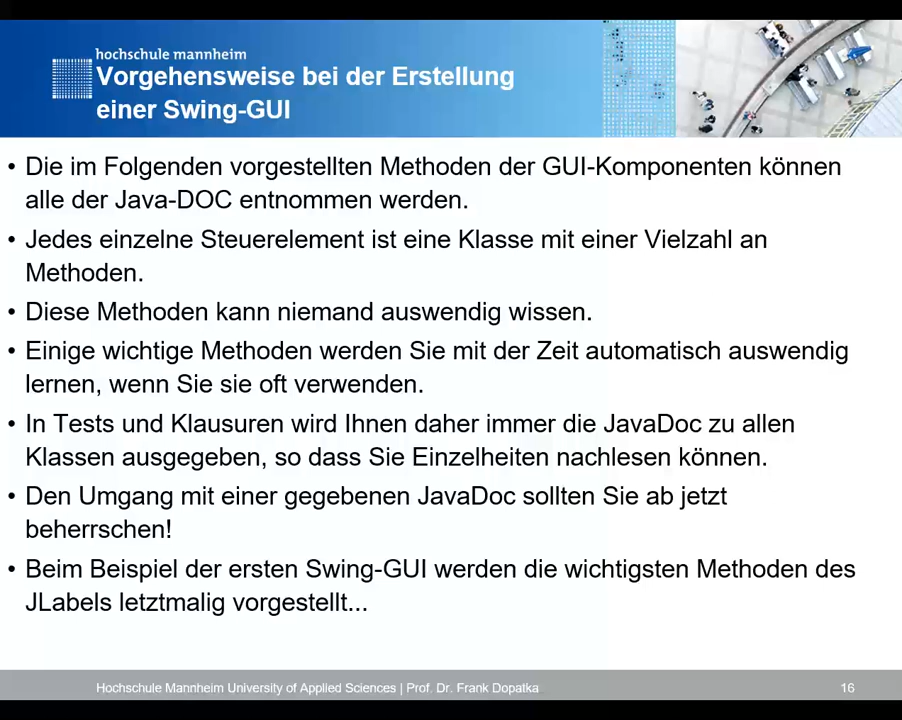 hochschule mannheim
Vorgehensweise bei der Erstellung
einer Swing-GUI
• Die im Folgenden vorgestellten Methoden der GUI-Komponenten können
alle der Java-DOC entnommen werden.
• Jedes einzelne Steuerelement ist eine Klasse mit einer Vielzahl an
Methoden.
• Diese Methoden kann niemand auswendig wissen.
• Einige wichtige Methoden werden Sie mit der Zeit automatisch auswendig
lernen, wenn Sie sie oft verwenden.
• In Tests und Klausuren wird Ihnen daher immer die JavaDoc zu allen
Klassen ausgegeben, so dass Sie Einzelheiten nachlesen können.
• Den Umgang mit einer gegebenen JavaDoc sollten Sie ab jetzt
beherrschen!
• Beim Beispiel der ersten Swing-GUI werden die wichtigsten Methoden des
JLabels letztmalig vorgestellt...
Hochschule Mannheim University of Applied Sciences | Prof. Dr. Frank Dopatka
16